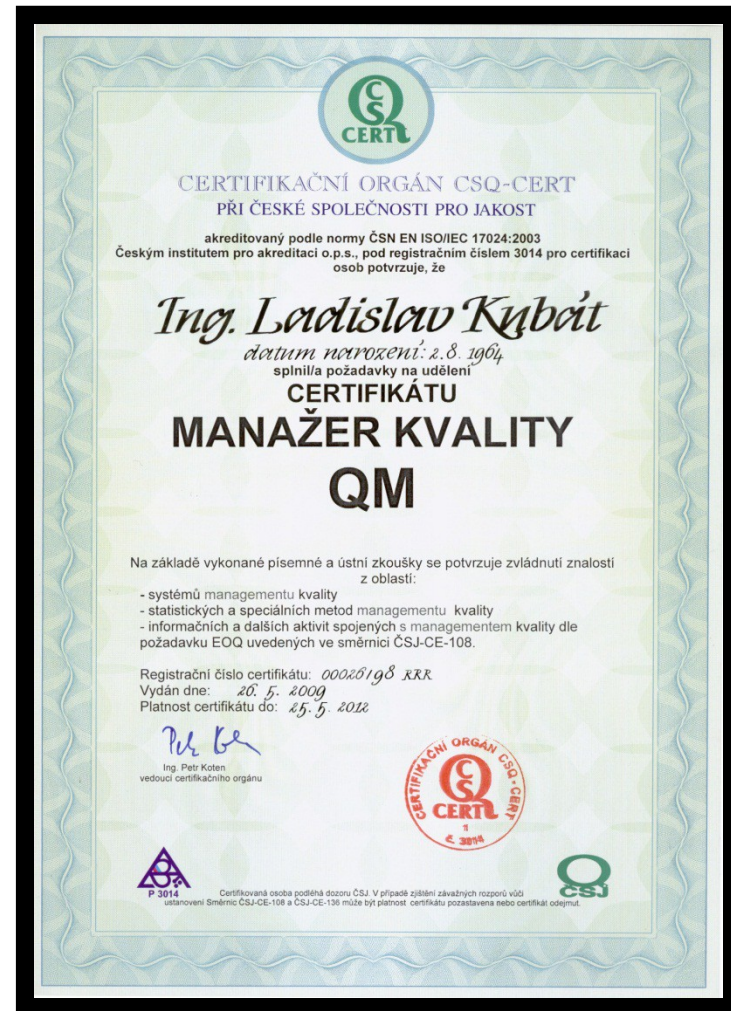 CSQ
CERT
CERTIFIKAČNÍ ORGÁN CSQ-CERT
PŘI ČESKÉ SPOLEČNOSTI PRO JAKOST
akreditovaný podle normy ČSN EN ISO/IEC 17024:2003
Českým institutem pro akreditaci o.p.s., pod registračním číslem 3014 pro certifikaci
osob potvrzuje, že
Ing. Ladislav Kubát
datum narození: 2.8. 1964
splnil/a požadavky na udělení
CERTIFIKÁTU
MANAŽER KVALITY
QM
Na základě vykonané písemné a ústní zkoušky se potvrzuje zvládnutí znalostí
z oblastí:
- systémů managementu kvality
- statistických a speciálních metod managementu kvality
- informačních a dalších aktivit spojených s managementem kvality dle
požadavku EOQ uvedených ve směrnici ČSJ-CE-108.
Registrační číslo certifikátu: 00026198 RRR
Vydán dne: 26. 5. 2009
Platnost certifikátu do: 25. 5. 2012
Ing. Petr Koten
vedoucí certifikačního orgánu
CERTIFIKAČNÍ ORGÁN CSQ-CERT
CSQ
CERT
1
č. 3014
P 3014
ČSJ
Certifikovaná osoba podléhá dozoru ČSJ. V případě zjištění závažných rozporů vůči
ustanovení Směrnic ČSJ-CE-108 a ČSJ-CE-136 může být platnost certifikátu pozastavena nebo certifikát odejmut.